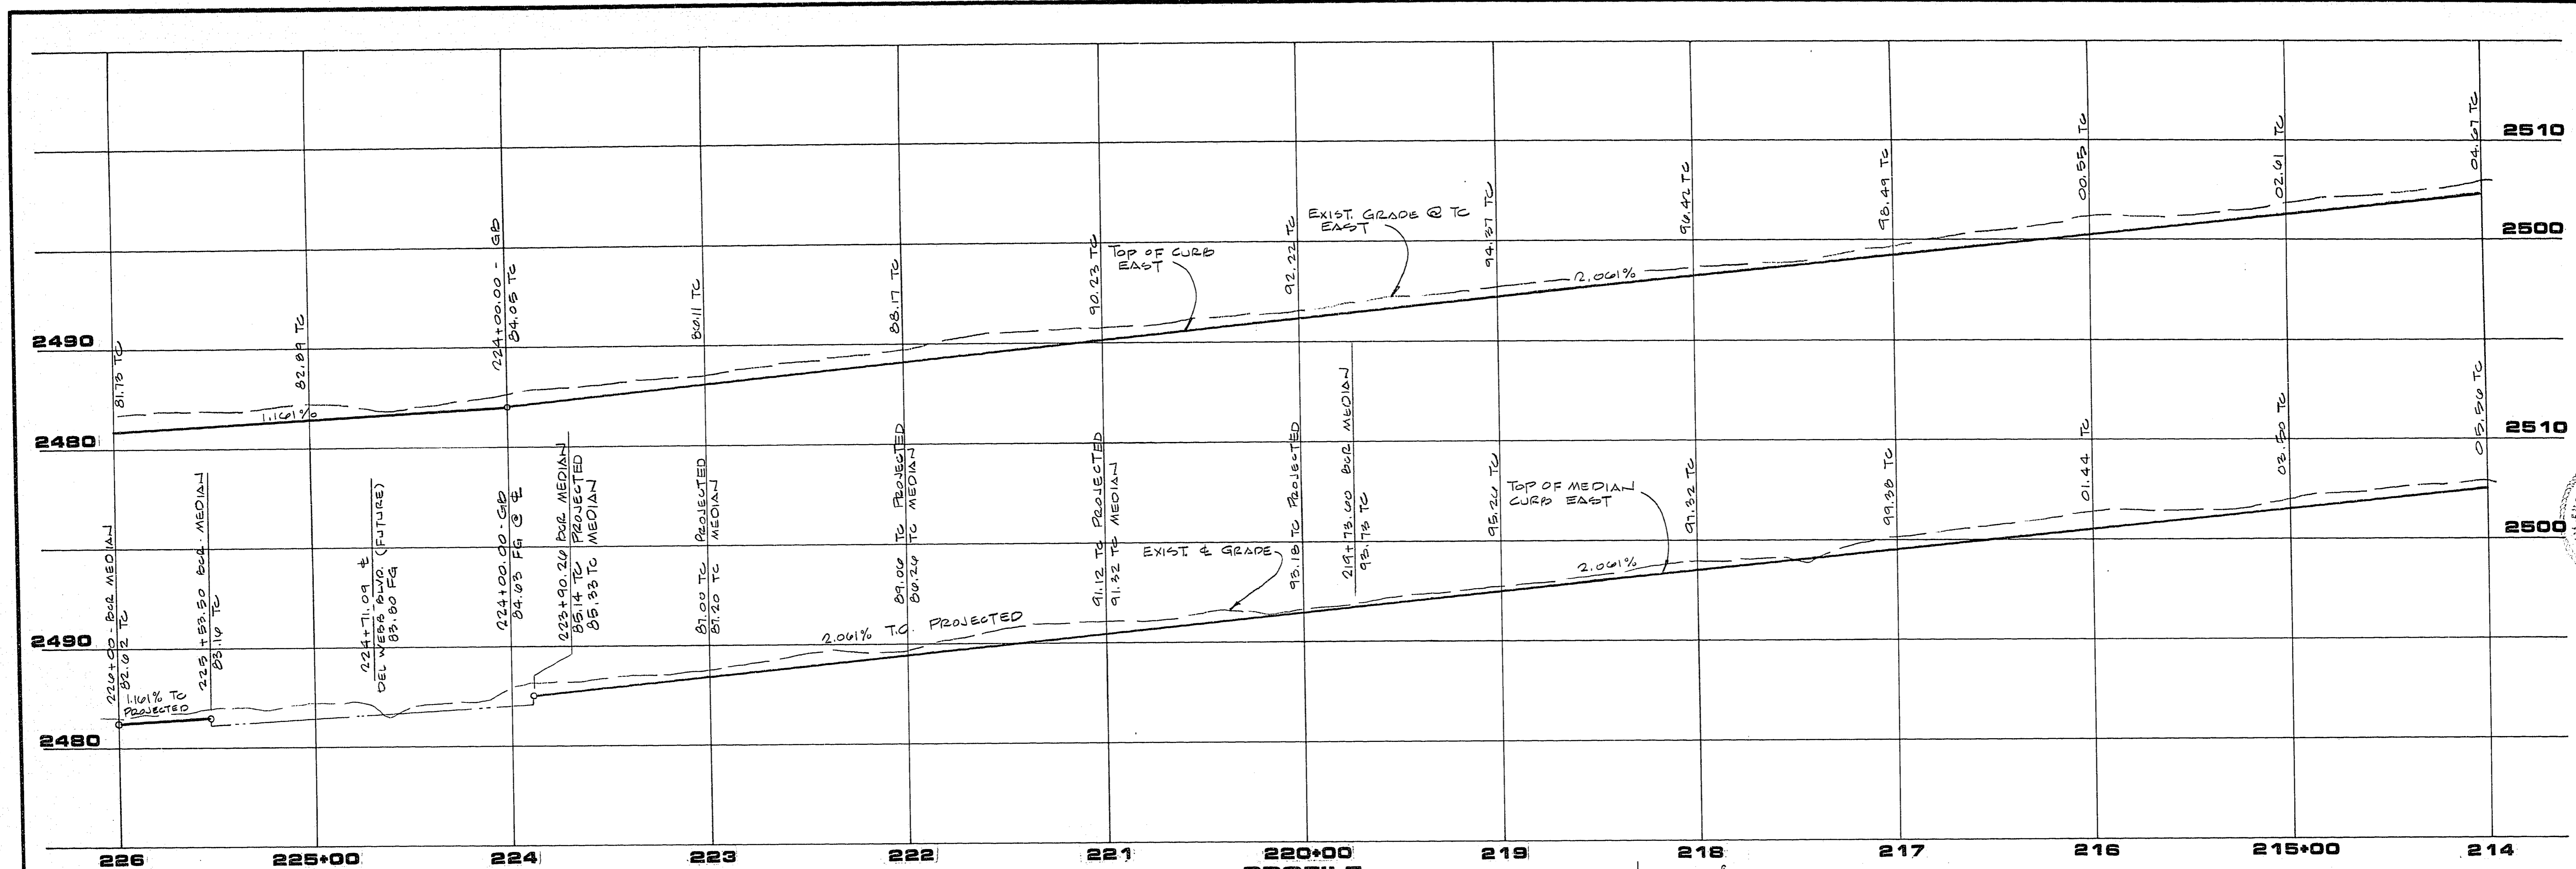 2510
2500
2490
2480
81.73 TC
82.89 TC
224+00.00 - GB
84.05 TC
86.11 TC
88.17 TC
90.23 TC
92.22 TC
94.37 TC
96.42 TC
98.49 TC
00.55 TC
02.61 TC
04.67 TC
TOP OF CURB
EAST
EXIST. GRADE @ TC
EAST
2.061%
1.161%
2510
2500
2490
2480
226+00 - BCR MEDIAN
82.62 TC
225+53.50 BCR. MEDIAN
83.16 TC
224+71.09 ℄
DEL WEBB BLVD. (FUTURE)
83.80 FG
224+00.00 - GB
84.63 FG @ ℄
223+90.26 BCR MEDIAN
85.14 TC PROJECTED
85.33 TC MEDIAN
87.00 TC PROJECTED
87.20 TC MEDIAN
89.06 TC PROJECTED
86.26 TC MEDIAN
91.12 TC PROJECTED
91.32 TC MEDIAN
93.18 TC PROJECTED
219+73.60 BCR MEDIAN
93.73 TC
95.26 TC
97.32 TC
99.38 TC
01.44 TC
03.50 TC
05.56 TC
1.161% TC
PROJECTED
2.061% T.C. PROJECTED
EXIST ℄ GRADE
2.061%
TOP OF MEDIAN
CURB EAST
226 225+00 224 223 222 221 220+00 219 218 217 216 215+00 214